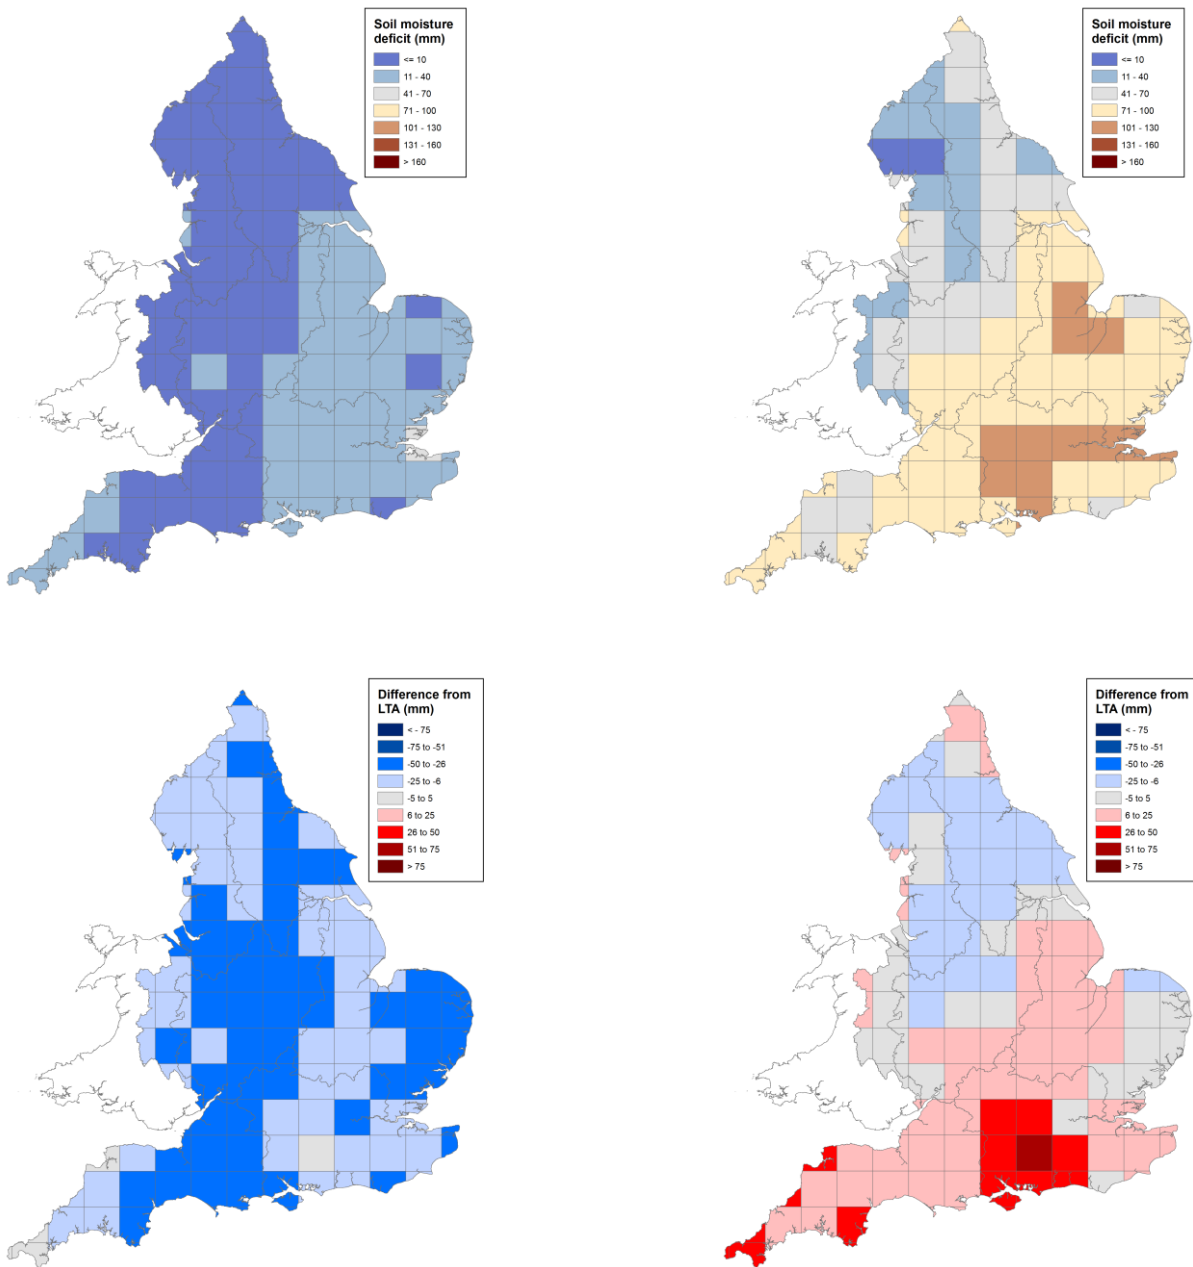 Soil moisture
deficit (mm)
<= 10
11 - 40
41 - 70
71 - 100
101 - 130
131 - 160
> 160
Soil moisture
deficit (mm)
<= 10
11 - 40
41 - 70
71 - 100
101 - 130
131 - 160
> 160
Difference from
LTA (mm)
< - 75
-75 to -51
-50 to -26
-25 to -6
-5 to 5
6 to 25
26 to 50
51 to 75
> 75
Difference from
LTA (mm)
< - 75
-75 to -51
-50 to -26
-25 to -6
-5 to 5
6 to 25
26 to 50
51 to 75
> 75